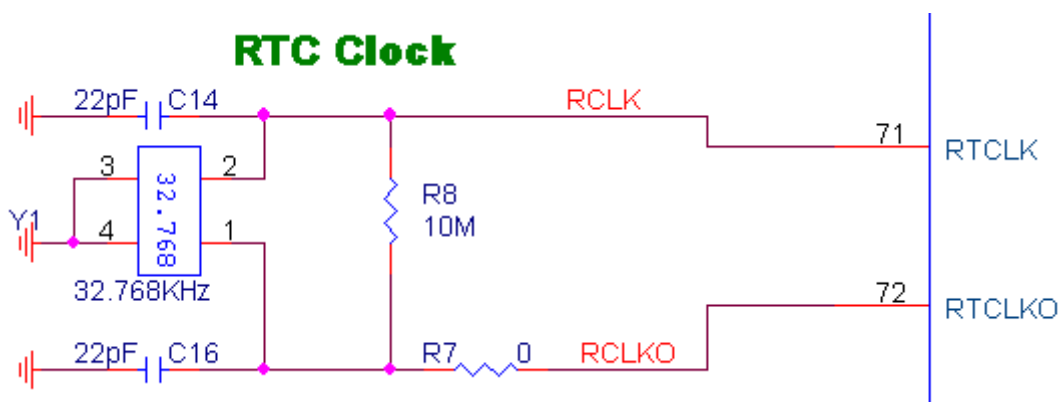 RTC Clock
22pF C14
RCLK
71
RTCLK
3
2
32.768
R8
10M
Y1
4
1
32.768KHz
72
RTCLKO
22pF C16
R7 0
RCLKO